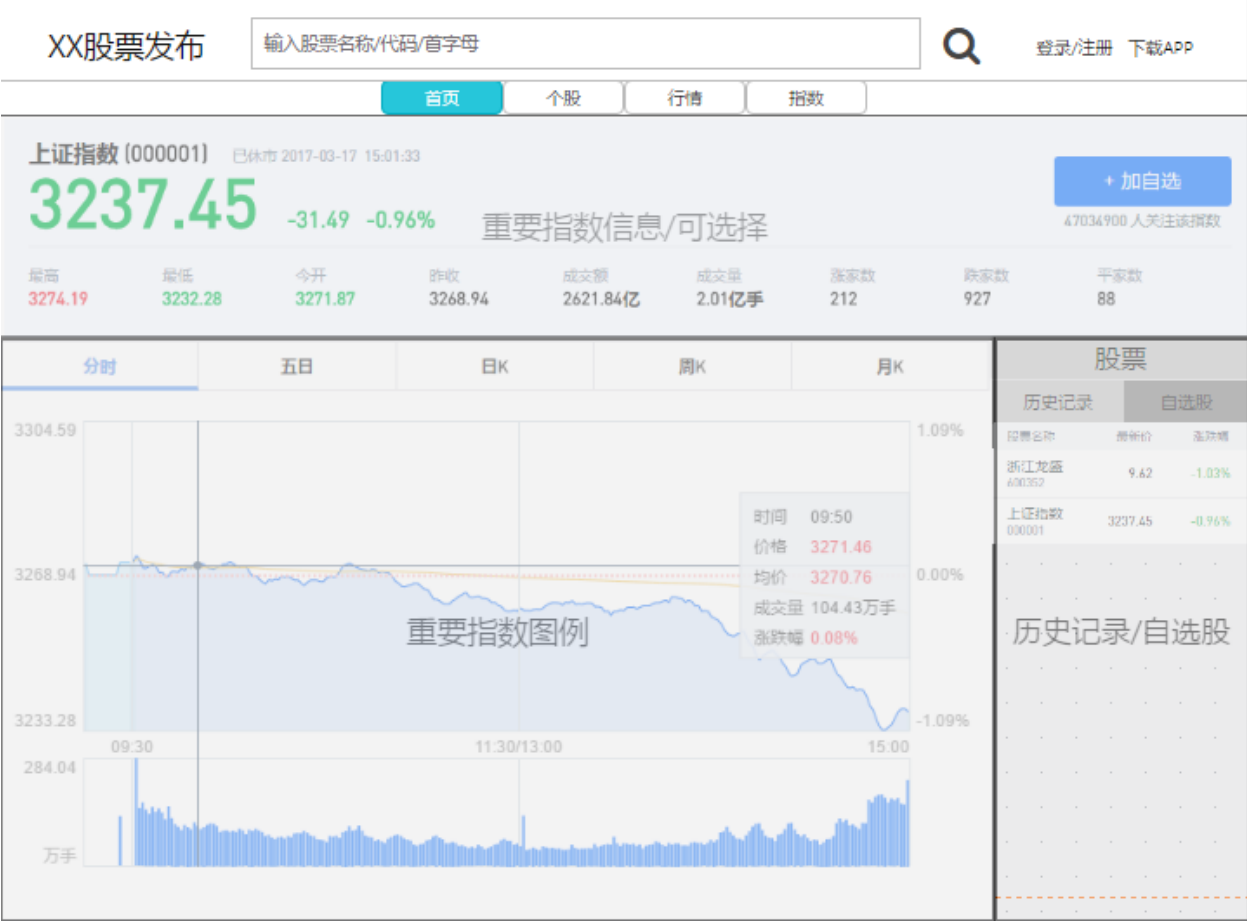 XX股票发布
输入股票名称/代码/首字母
登录/注册 下载APP
首页 个股 行情 指数
上证指数 (000001) 已休市 2017-03-17 15:01:33
3237.45 -31.49 -0.96%
重要指数信息/可选择
+ 加自选
47034900 人关注该指数
最高 最低 今开 昨收 成交额 成交量 涨家数 跌家数 平家数
3274.19 3232.28 3271.87 3268.94 2621.84亿 2.01亿手 212 927 88
分时 五日 日K 周K 月K
3304.59 1.09%
3268.94 0.00%
3233.28 -1.09%
时间 09:50
价格 3271.46
均价 3270.76
成交量 104.43万手
涨跌幅 0.08%
重要指数图例
09:30 11:30/13:00 15:00
284.04
万手
股票
历史记录 自选股
股票名称 最新价 涨跌幅
浙江龙盛 9.62 -1.03%
600352
上证指数 3237.45 -0.96%
000001
历史记录/自选股